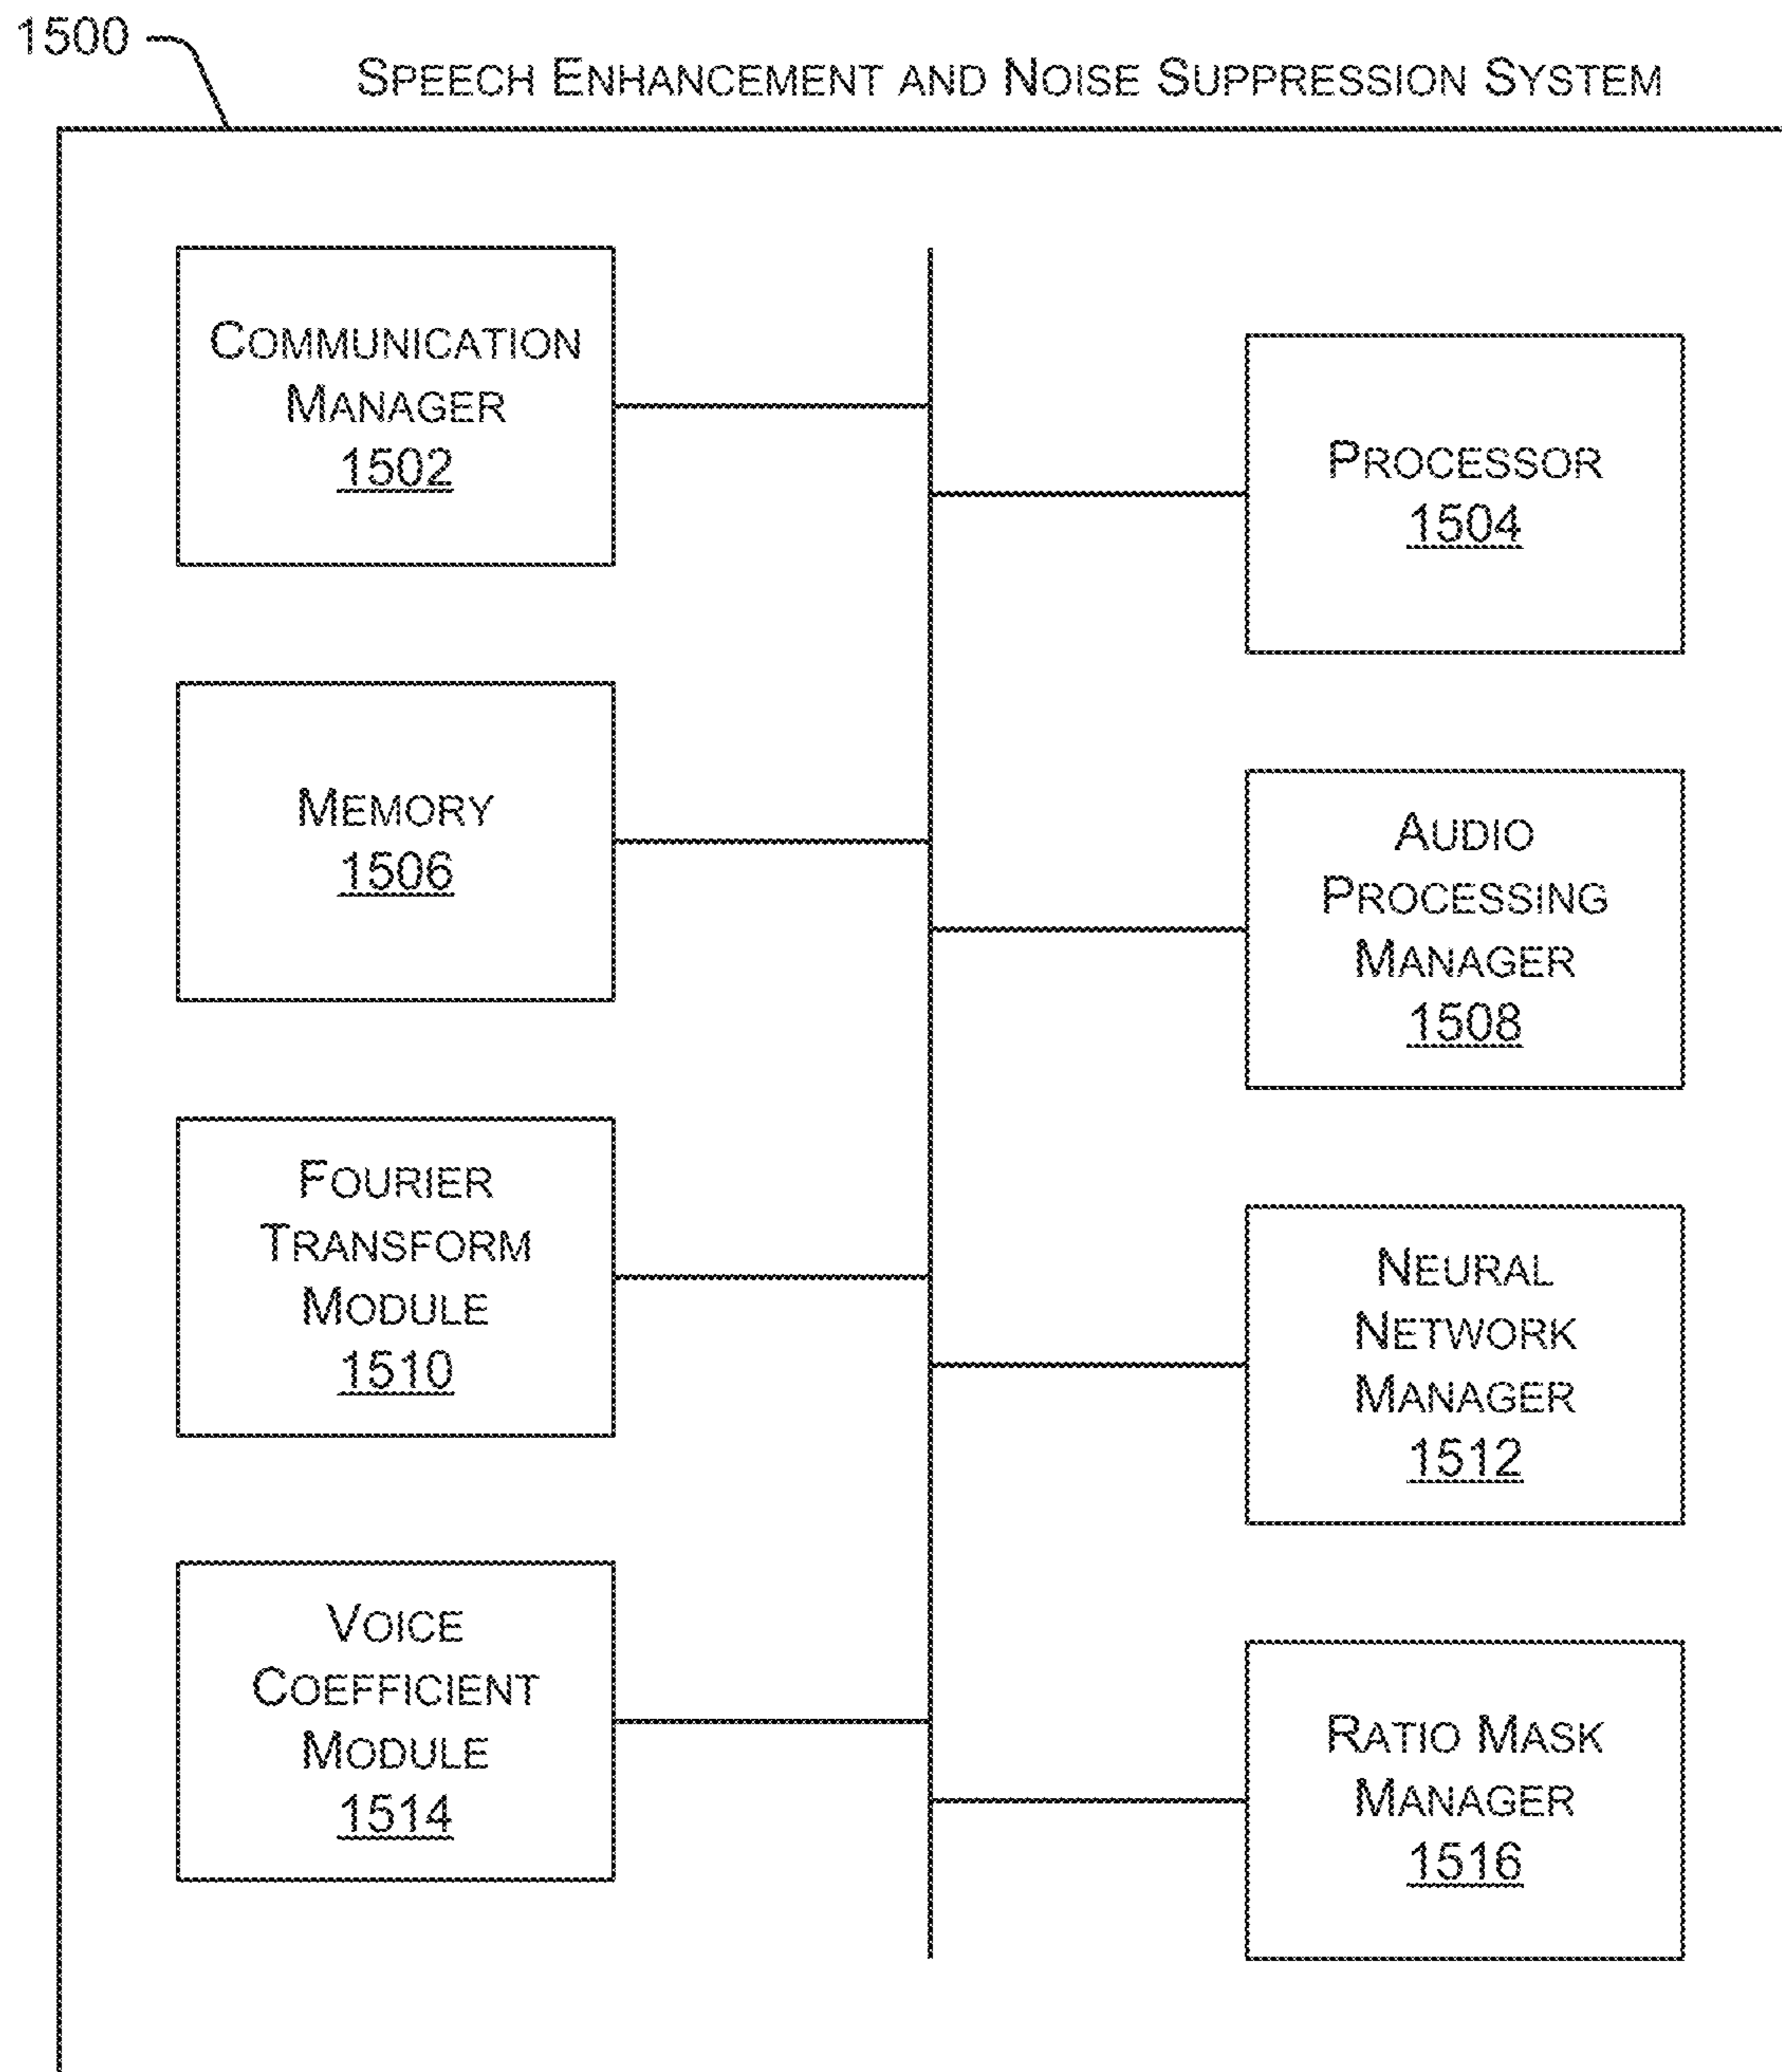 1500
SPEECH ENHANCEMENT AND NOISE SUPPRESSION SYSTEM
COMMUNICATION
MANAGER
1502
PROCESSOR
1504
MEMORY
1506
AUDIO
PROCESSING
MANAGER
1508
FOURIER
TRANSFORM
MODULE
1510
NEURAL
NETWORK
MANAGER
1512
VOICE
COEFFICIENT
MODULE
1514
RATIO MASK
MANAGER
1516